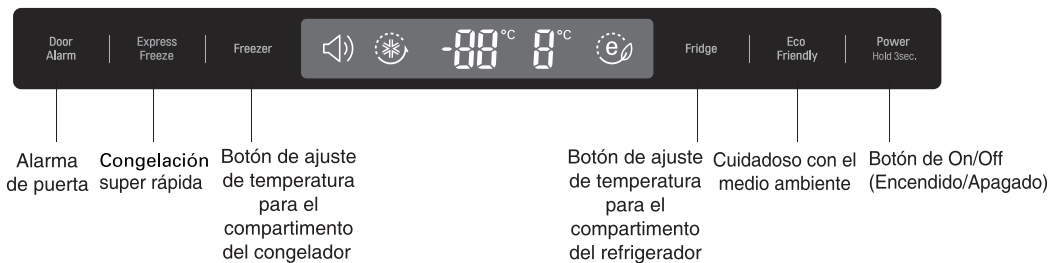 Door
Alarm
Express
Freeze
Freezer
-88°C 8°C
e
Fridge
Eco
Friendly
Power
Hold 3sec.
Alarma
de puerta
Congelación
super rápida
Botón de ajuste
de temperatura
para el
compartimento
del congelador
Botón de ajuste
de temperatura
para el
compartimento
del refrigerador
Cuidadoso con el
medio ambiente
Botón de On/Off
(Encendido/Apagado)